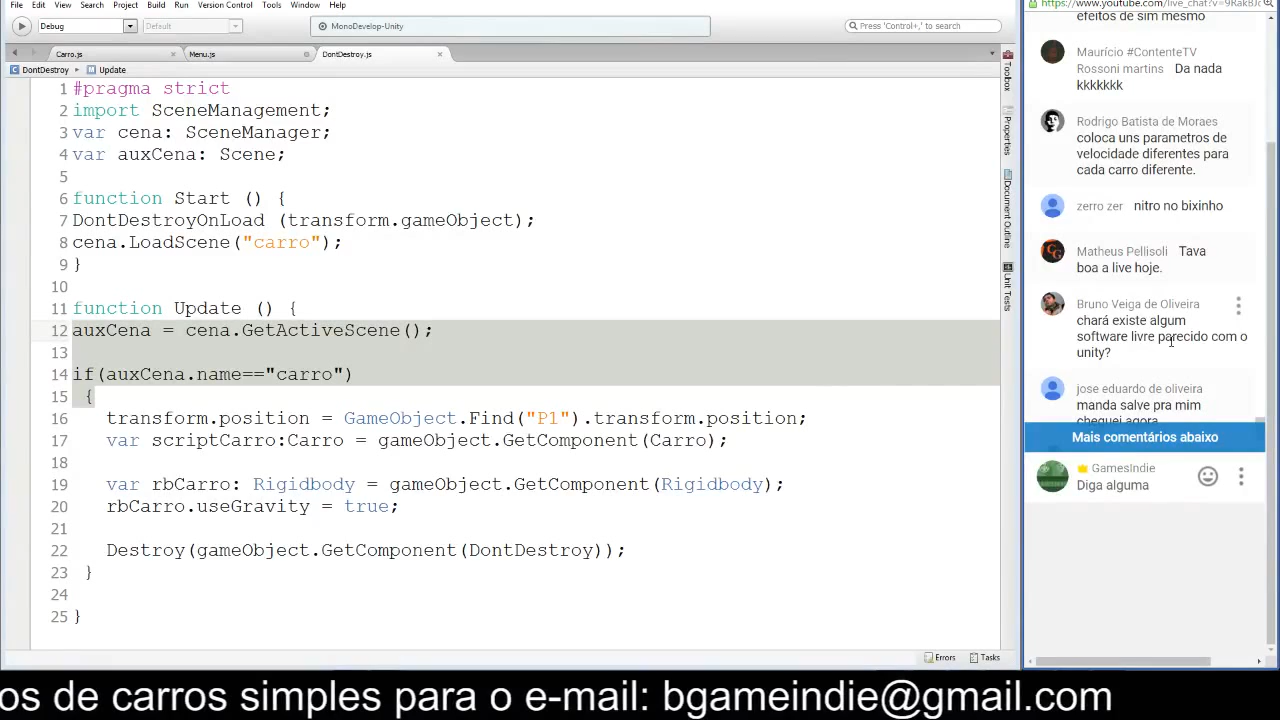 File Edit View Search Project Build Run Version Control Tools Window Help
Debug Default MonoDevelop-Unity Press 'Control+,' to search
Carro.js Menu.js DontDestroy.js
DontDestroy Update
1 #pragma strict
2 import SceneManagement;
3 var cena: SceneManager;
4 var auxCena: Scene;
5
6 function Start () {
7 DontDestroyOnLoad (transform.gameObject);
8 cena.LoadScene("carro");
9 }
10
11 function Update () {
12 auxCena = cena.GetActiveScene();
13
14 if(auxCena.name=="carro")
15 {
16 transform.position = GameObject.Find("P1").transform.position;
17 var scriptCarro:Carro = gameObject.GetComponent(Carro);
18
19 var rbCarro: Rigidbody = gameObject.GetComponent(Rigidbody);
20 rbCarro.useGravity = true;
21
22 Destroy(gameObject.GetComponent(DontDestroy));
23 }
24
25 }
Errors Tasks
Toolbox
Properties
Document Outline
Unit Tests
https://www.youtube.com/live_chat?v=9RakBJ
efeitos de sim mesmo
Maurício #ContenteTV
Rossoni martins Da nada
kkkkkkk
Rodrigo Batista de Moraes
coloca uns parametros de
velocidade diferentes para
cada carro diferente.
zerro zer nitro no bixinho
Matheus Pellisoli Tava
boa a live hoje.
Bruno Veiga de Oliveira
chará existe algum
software livre parecido com o
unity?
jose eduardo de oliveira
manda salve pra mim
cheguei agora
Mais comentários abaixo
GamesIndie
Diga alguma
os de carros simples para o e-mail: bgameindie@gmail.com